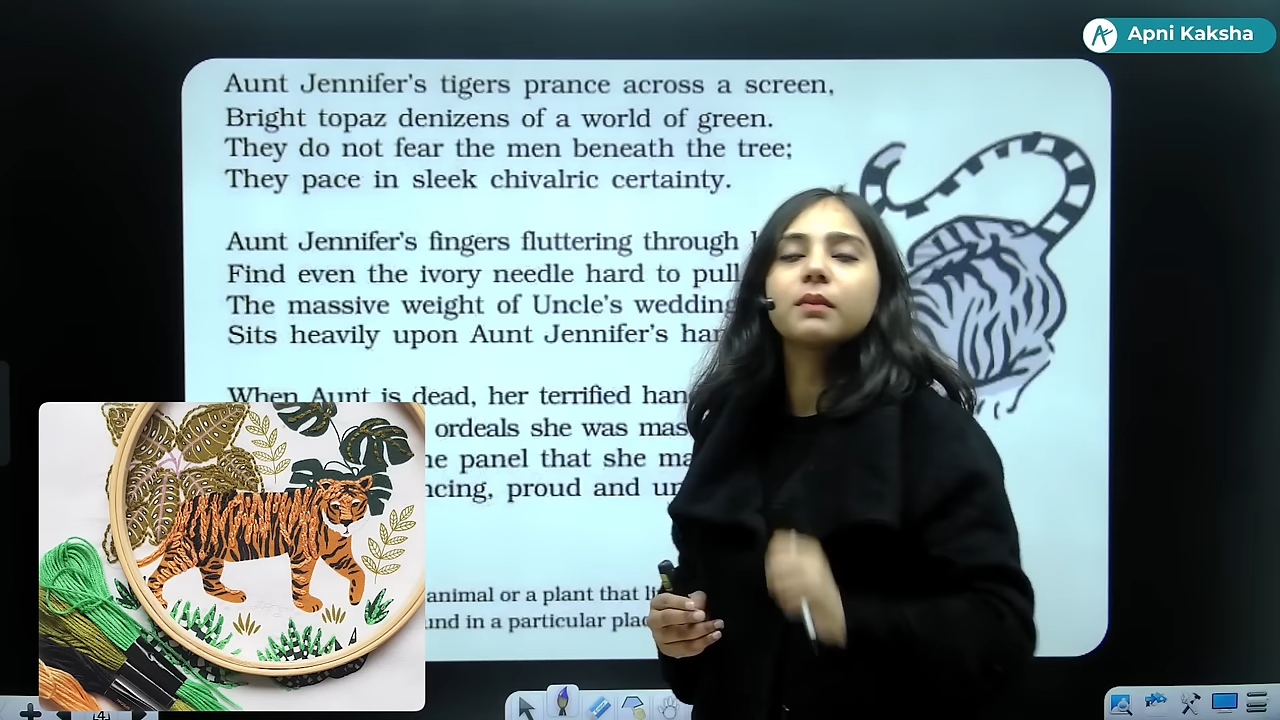 Apni Kaksha
Aunt Jennifer's tigers prance across a screen,
Bright topaz denizens of a world of green.
They do not fear the men beneath the tree;
They pace in sleek chivalric certainty.
Aunt Jennifer's fingers fluttering through
Find even the ivory needle hard to pull
The massive weight of Uncle's wedding
Sits heavily upon Aunt Jennifer's
When Aunt is dead, her terrified
ordeals she was
panel that she
proud and
animal or a plant that
in a particular